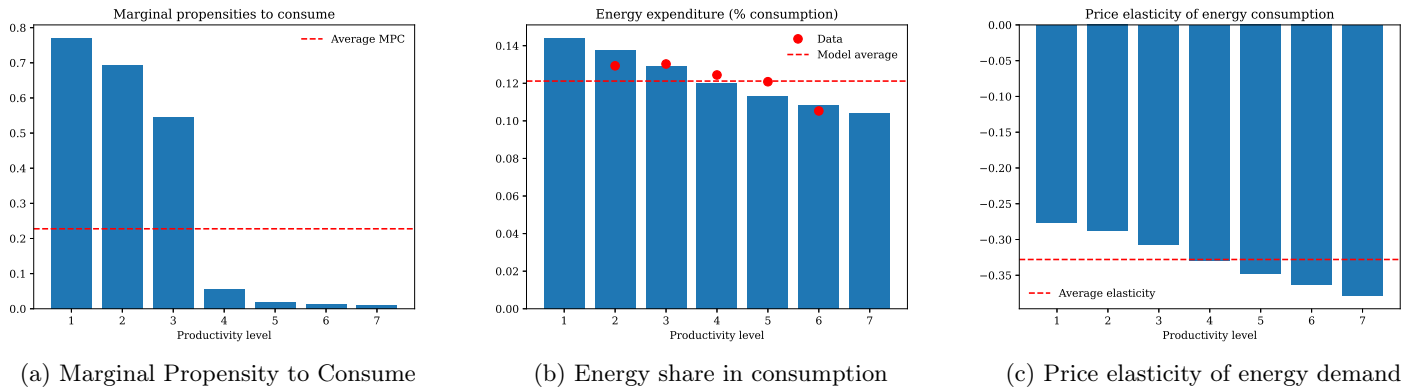 Marginal propensities to consume
Average MPC
0.8
0.7
0.6
0.5
0.4
0.3
0.2
0.1
0.0
1 2 3 4 5 6 7
Productivity level
(a) Marginal Propensity to Consume
Energy expenditure (% consumption)
Data
Model average
0.14
0.12
0.10
0.08
0.06
0.04
0.02
0.00
1 2 3 4 5 6 7
Productivity level
(b) Energy share in consumption
Price elasticity of energy consumption
0.00
−0.05
−0.10
−0.15
−0.20
−0.25
−0.30
−0.35
Average elasticity
1 2 3 4 5 6 7
Productivity level
(c) Price elasticity of energy demand